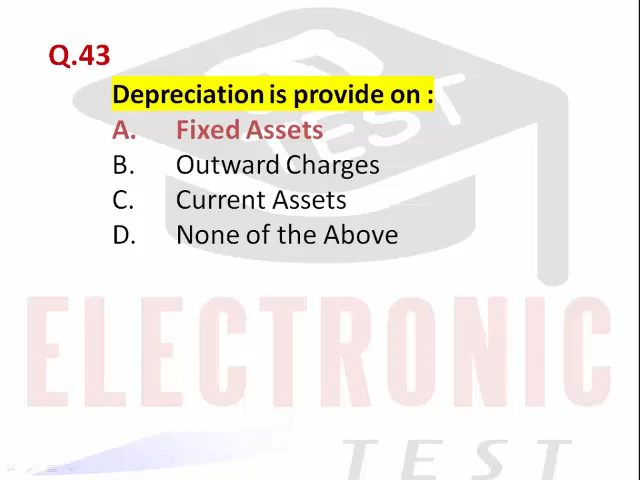 Q.43
Depreciation is provide on :
A. Fixed Assets
B. Outward Charges
C. Current Assets
D. None of the Above
TEST
ELECTRONIC
TEST